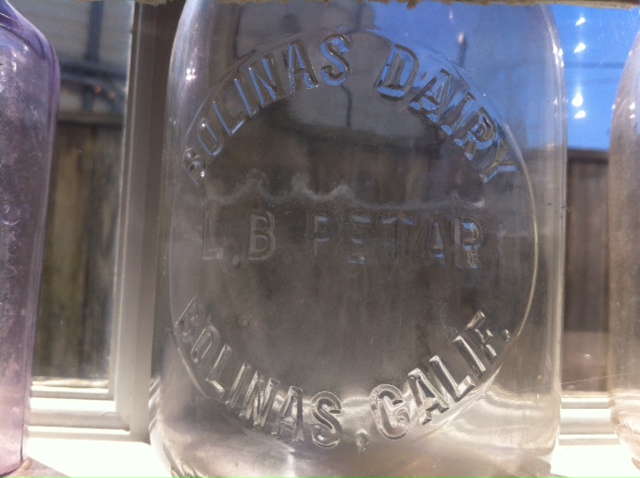 BOLINAS DAIRY
L.B. PETAR
BOLINAS, CALIF.